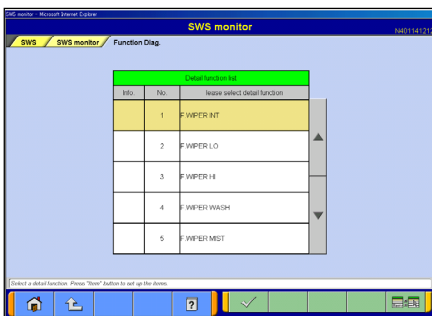 SWS monitor - Microsoft Internet Explorer
SWS monitor
N401141212
SWS SWS monitor Function Diag.
Detail function list
Info. No. lease select detail function
1 F.WIPER INT
2 F.WIPER LO
3 F.WIPER HI
4 F.WIPER WASH
5 F.WIPER MIST
Select a detail function. Press "Item" button to set up the items.
?